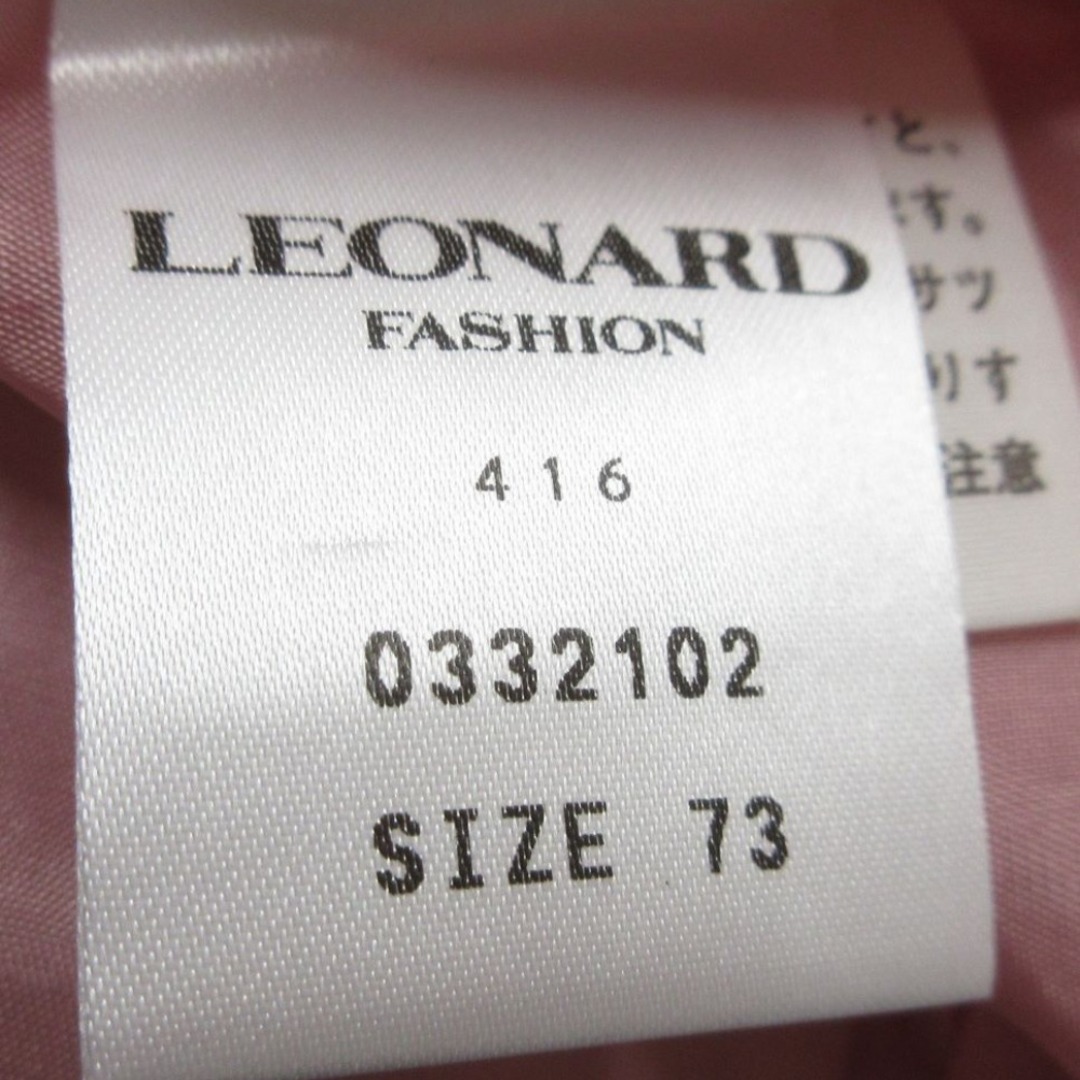 LEONARD
FASHION
416
0332102
SIZE 73
と、
す。
サツ
りす
注意